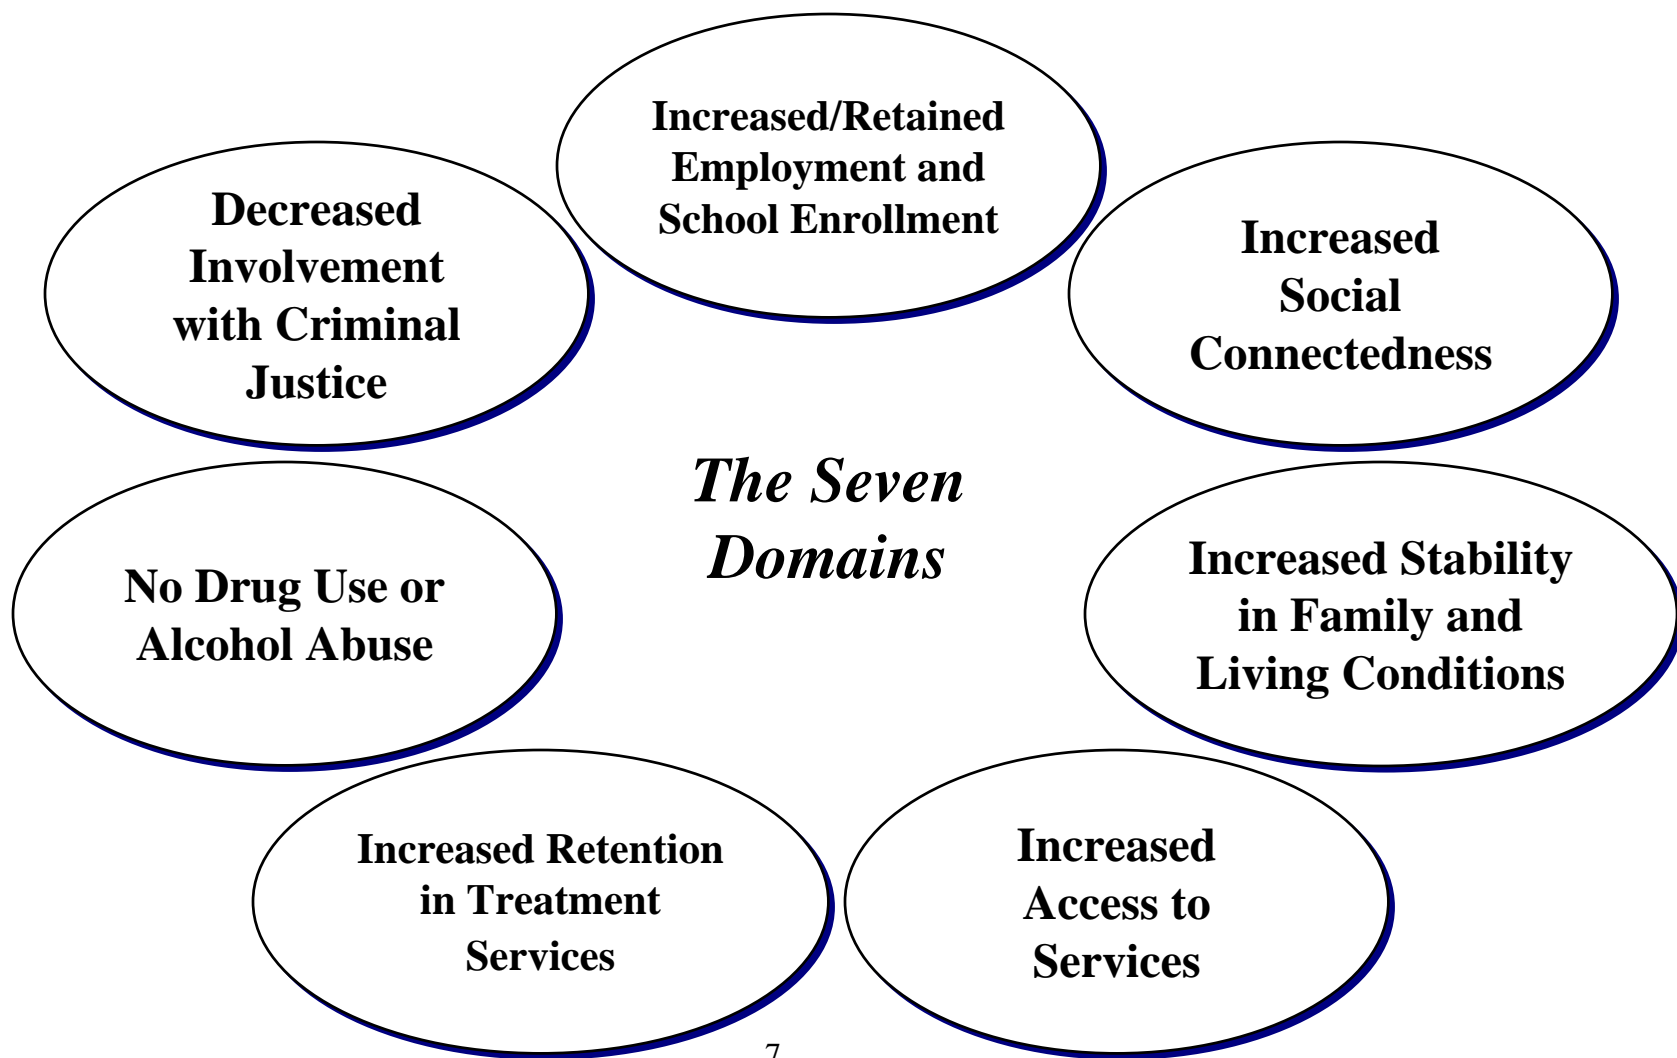 Increased/Retained
Employment and
School Enrollment
Decreased
Involvement
with Criminal
Justice
Increased
Social
Connectedness
The Seven
Domains
No Drug Use or
Alcohol Abuse
Increased Stability
in Family and
Living Conditions
Increased Retention
in Treatment
Services
Increased
Access to
Services
7